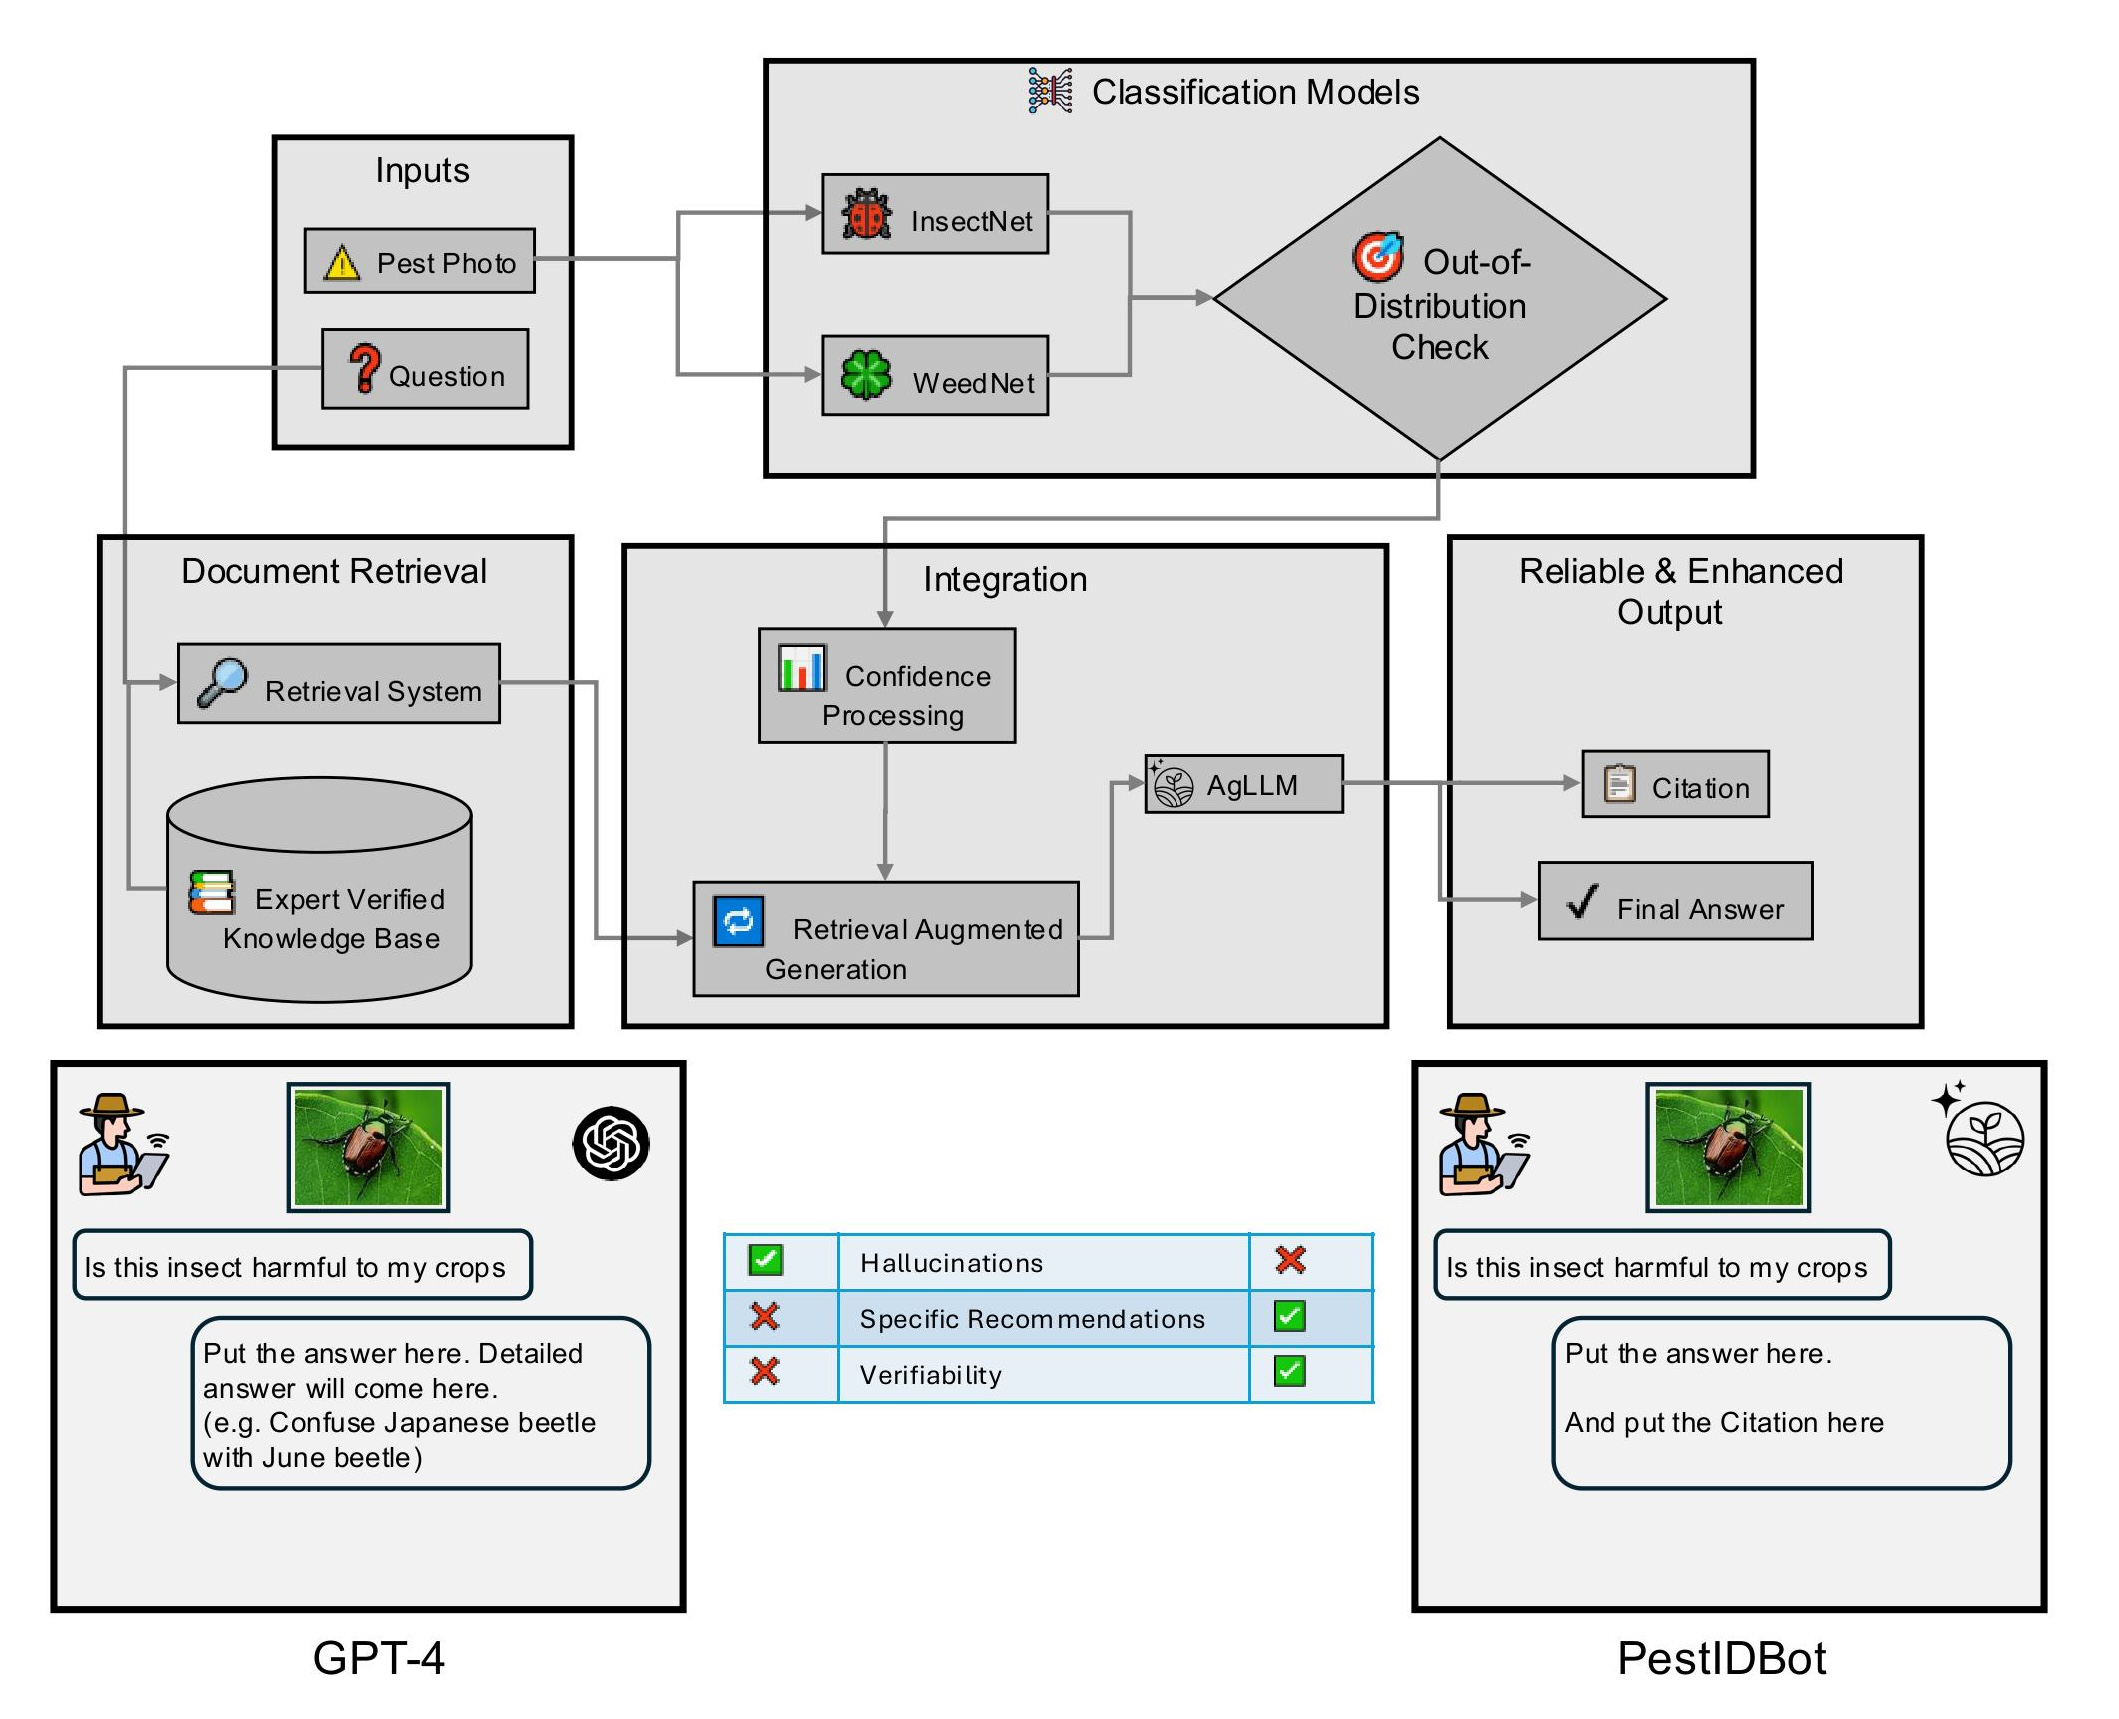 Classification Models
Inputs
Pest Photo
Question
InsectNet
WeedNet
Out-of-
Distribution
Check
Document Retrieval
Retrieval System
Expert Verified
Knowledge Base
Integration
Confidence
Processing
Retrieval Augmented
Generation
AgLLM
Reliable & Enhanced
Output
Citation
Final Answer
Is this insect harmful to my crops
Put the answer here. Detailed
answer will come here.
(e.g. Confuse Japanese beetle
with June beetle)
GPT-4
Hallucinations
Specific Recommendations
Verifiability
Is this insect harmful to my crops
Put the answer here.
And put the Citation here
PestIDBot